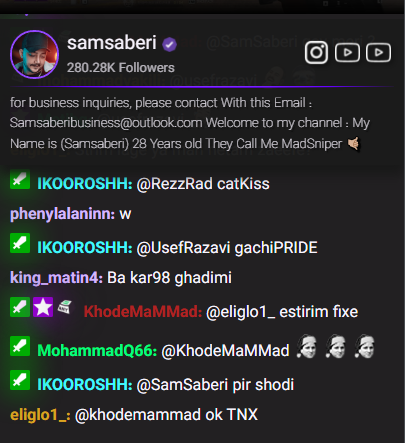 samsaberi
280.28K Followers
for business inquiries, please contact With this Email :
Samsaberibusiness@outlook.com Welcome to my channel : My
Name is (Samsaberi) 28 Years old They Call Me MadSniper 🤙🏼
IKOOROSHH: @RezzRad catKiss
phenylalaninn: w
IKOOROSHH: @UsefRazavi gachiPRIDE
king_matin4: Ba kar98 ghadimi
KhodeMaMMad: @eliglo1_ estirim fixe
MohammadQ66: @KhodeMaMMad
IKOOROSHH: @SamSaberi pir shodi
eliglo1_: @khodemammad ok TNX